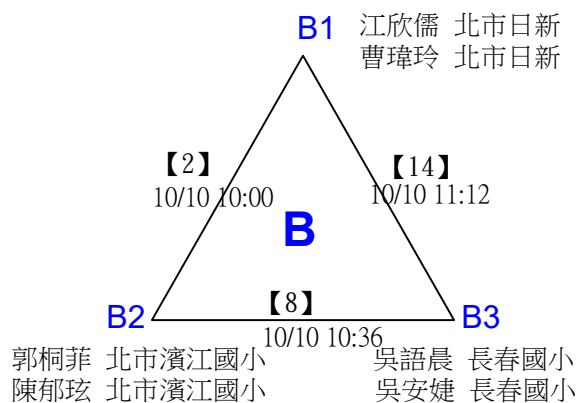 B1
江欣儒 北市日新
曹瑋玲 北市日新
【2】
10/10 10:00
【14】
10/10 11:12
B
【8】
10/10 10:36
B2
B3
郭桐菲 北市濱江國小
陳郁玹 北市濱江國小
吳語晨 長春國小
吳安婕 長春國小